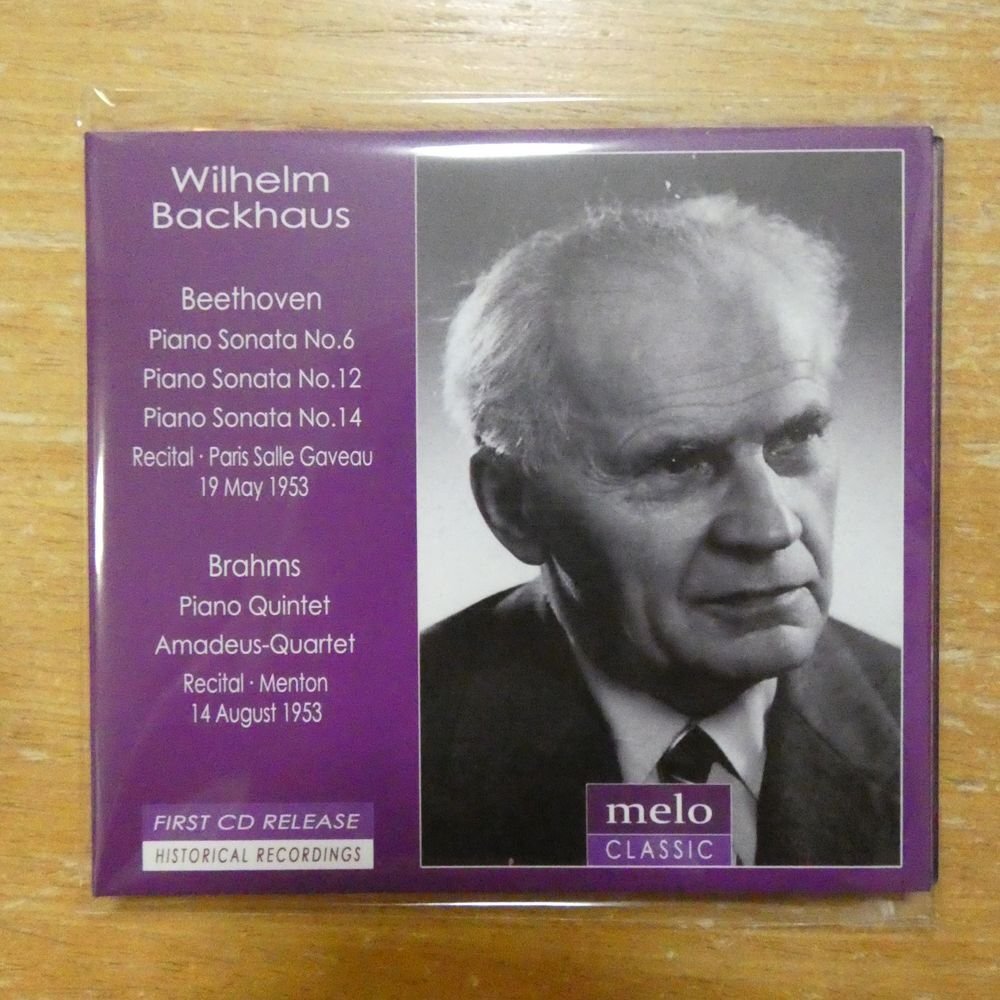 Wilhelm
Backhaus
Beethoven
Piano Sonata No.6
Piano Sonata No.12
Piano Sonata No.14
Recital · Paris Salle Gaveau
19 May 1953
Brahms
Piano Quintet
Amadeus-Quartet
Recital · Menton
14 August 1953
FIRST CD RELEASE
HISTORICAL RECORDINGS
melo
CLASSIC